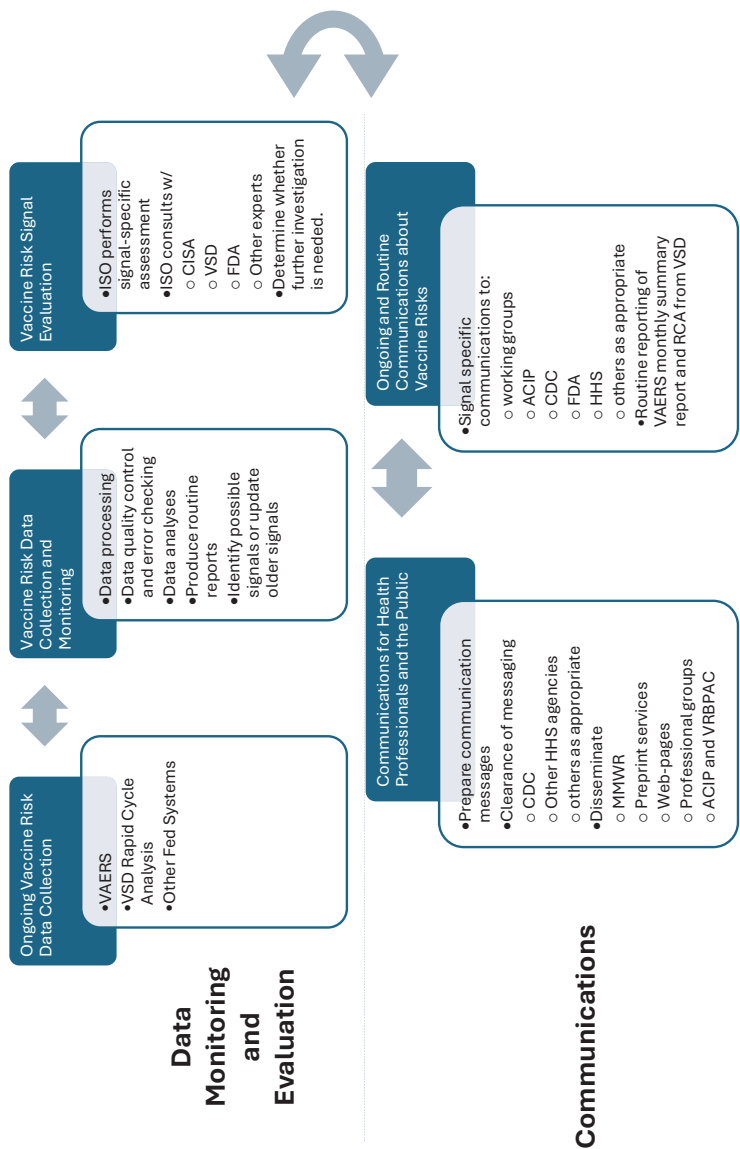 Data
Monitoring
and
Evaluation
Ongoing Vaccine Risk
Data Collection
•VAERS
•VSD Rapid Cycle
Analysis
•Other Fed Systems
Vaccine Risk Data
Collection and
Monitoring
•Data processing
•Data quality control
and error checking
•Data analyses
•Produce routine
reports
•Identify possible
signals or update
older signals
Vaccine Risk Signal
Evaluation
•ISO performs
signal-specific
assessment
•ISO consults w/
○ CISA
○ VSD
○ FDA
○ Other experts
•Determine whether
further investigation
is needed.
Communications
Communications for Health
Professionals and the Public
•Prepare communication
messages
•Clearance of messaging
○ CDC
○ Other HHS agencies
○ others as appropriate
•Disseminate
○ MMWR
○ Preprint services
○ Web-pages
○ Professional groups
○ ACIP and VRBPAC
Ongoing and Routine
Communications about
Vaccine Risks
•Signal specific
communications to:
○ working groups
○ ACIP
○ CDC
○ FDA
○ HHS
○ others as appropriate
•Routine reporting of
VAERS monthly summary
report and RCA from VSD